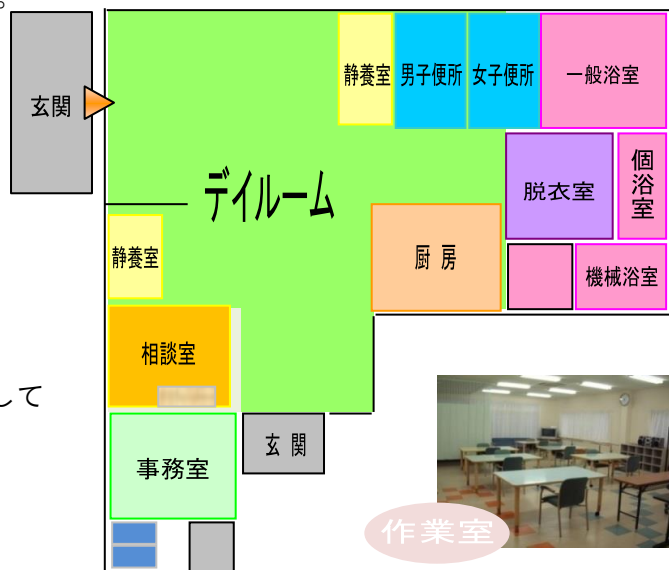 。
静養室
男子便所
女子便所
一般浴室
玄関
デイルーム
脱衣室
個浴室
静養室
厨 房
機械浴室
相談室
して
玄 関
事務室
作業室